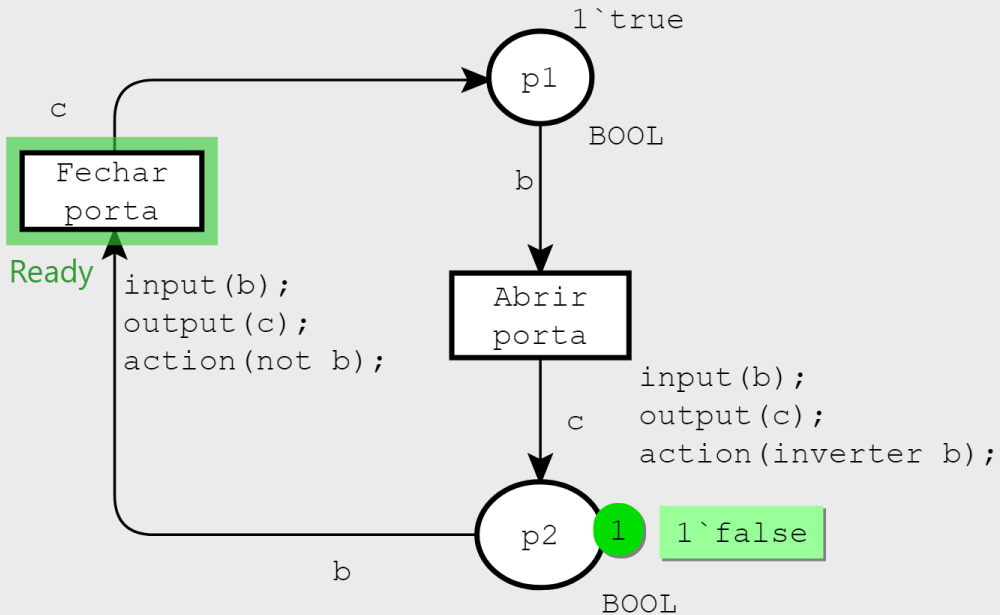 1`true
p1
BOOL
c
Fechar
porta
Ready
b
input(b);
output(c);
action(not b);
Abrir
porta
input(b);
output(c);
action(inverter b);
c
p2
1
1`false
b
BOOL